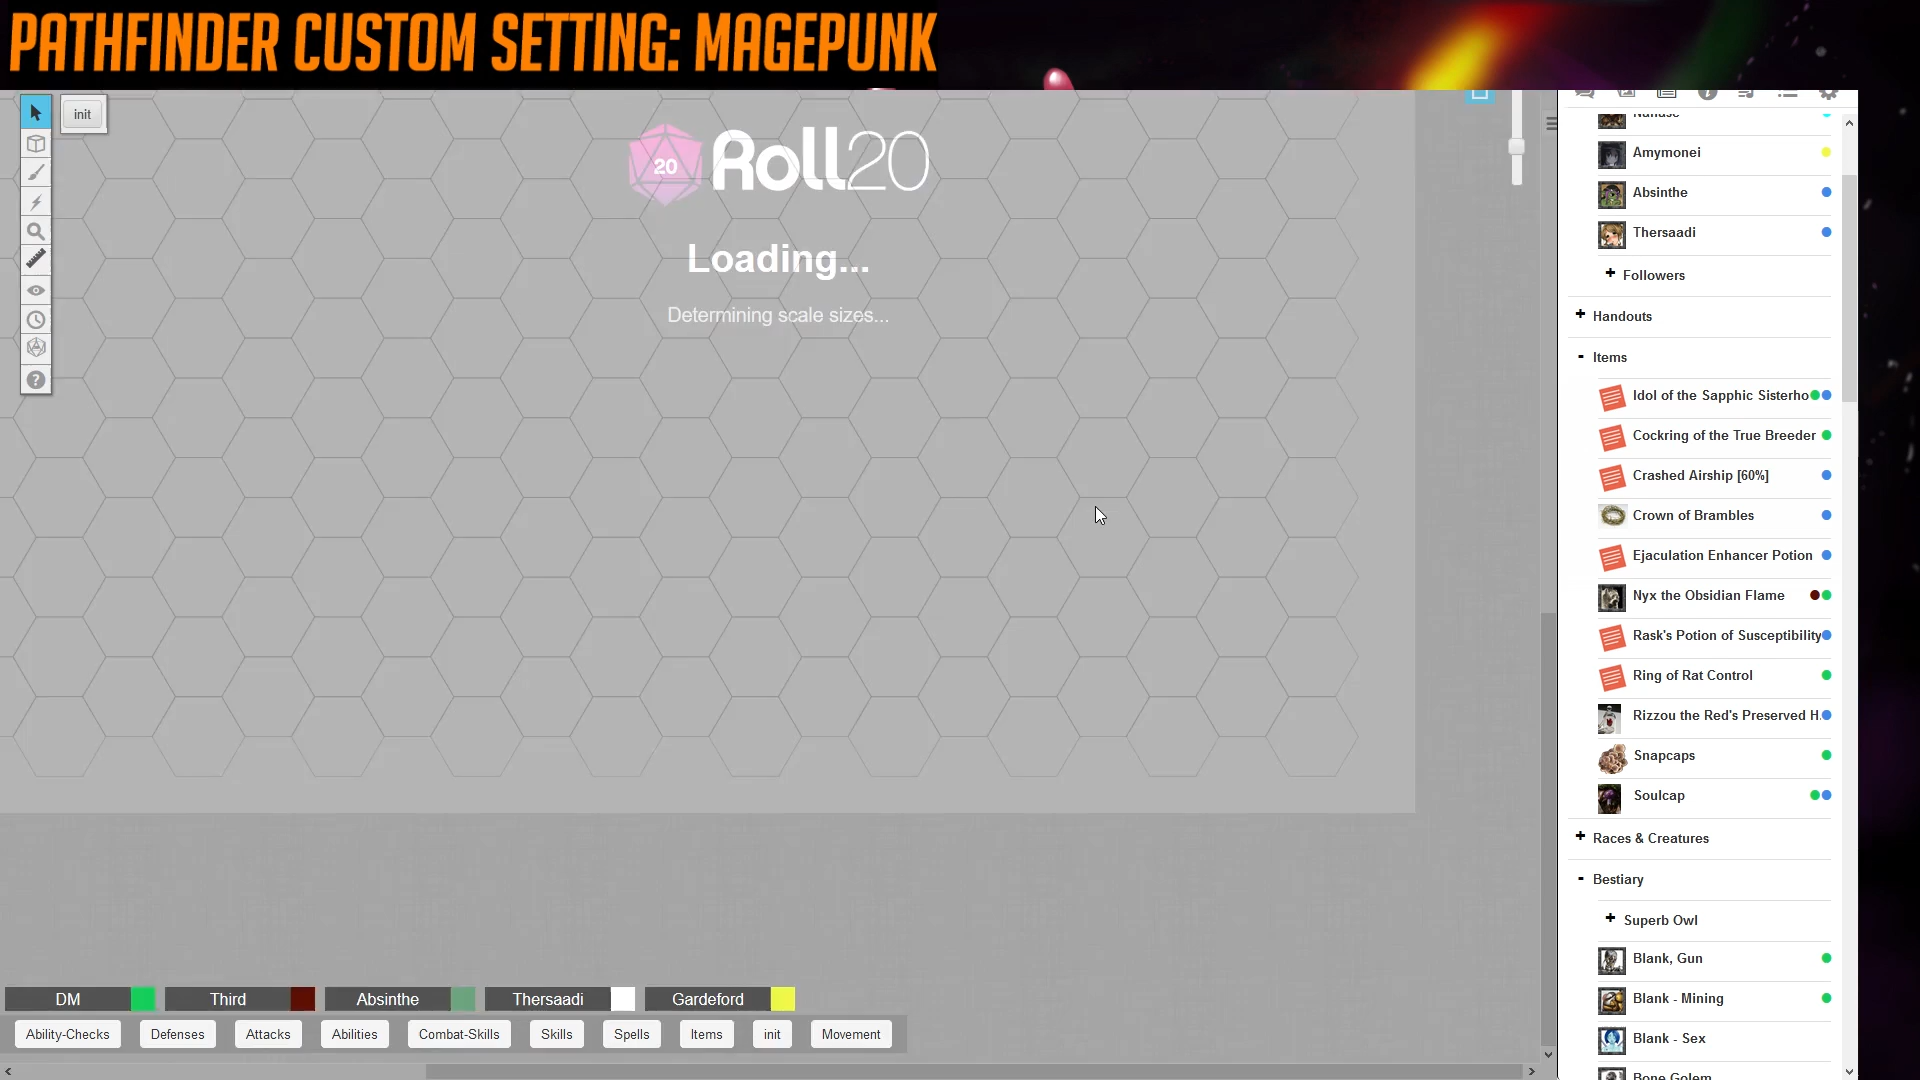 PATHFINDER CUSTOM SETTING: MAGEPUNK
init
20 Roll20
Loading...
Determining scale sizes...
Amymonei
Absinthe
Thersaadi
+ Followers
+ Handouts
- Items
Idol of the Sapphic Sisterho
Cockring of the True Breeder
Crashed Airship [60%]
Crown of Brambles
Ejaculation Enhancer Potion
Nyx the Obsidian Flame
Rask's Potion of Susceptibility
Ring of Rat Control
Rizzou the Red's Preserved H.
Snapcaps
Soulcap
+ Races & Creatures
- Bestiary
+ Superb Owl
Blank, Gun
Blank - Mining
Blank - Sex
Bone Golem
DM Third Absinthe Thersaadi Gardeford
Ability-Checks Defenses Attacks Abilities Combat-Skills Skills Spells Items init Movement